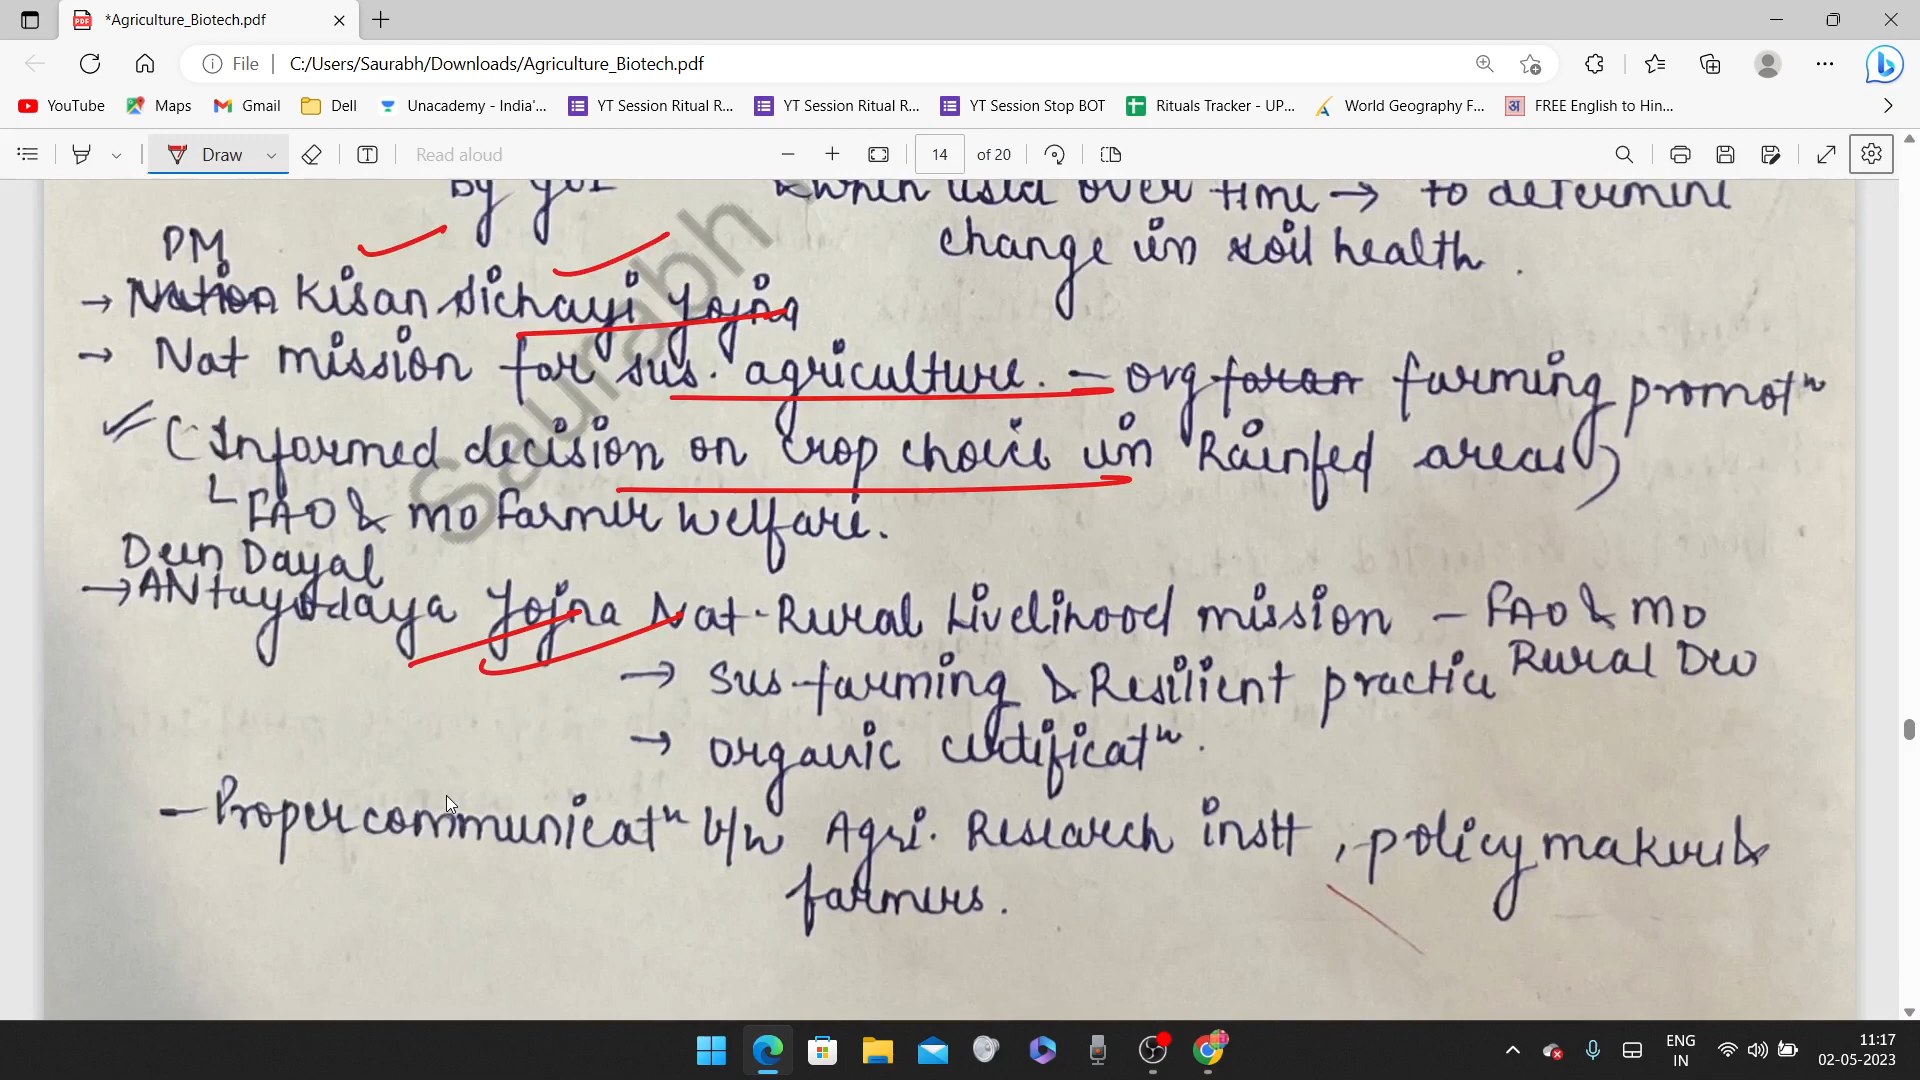 *Agriculture_Biotech.pdf
File C:/Users/Saurabh/Downloads/Agriculture_Biotech.pdf
YouTube Maps Gmail Dell Unacademy - India'... YT Session Ritual R... YT Session Ritual R... YT Session Stop BOT Rituals Tracker - UP... World Geography F... अ FREE English to Hin...
Draw Read aloud 14 of 20
when used over time → to determine
change in soil health.
PM
→ Nation Kisan Sichayi Yojna
→ Nat mission for sus. agriculture. - org foran farming promotⁿ
(Informed decision on crop choice in Rainfed areas)
FAO & MO Farmer welfare.
Deen Dayal
→ ANtayodaya Yojna Nat-Rural Livelihood mission - FAO & MO
Rural Dev
→ Sus-farming & Resilient practice
→ organic certificatⁿ.
- Proper communicatⁿ b/w Agri. Research instt, policy makers &
farmers.
Saurabh
ENG
IN
11:17
02-05-2023